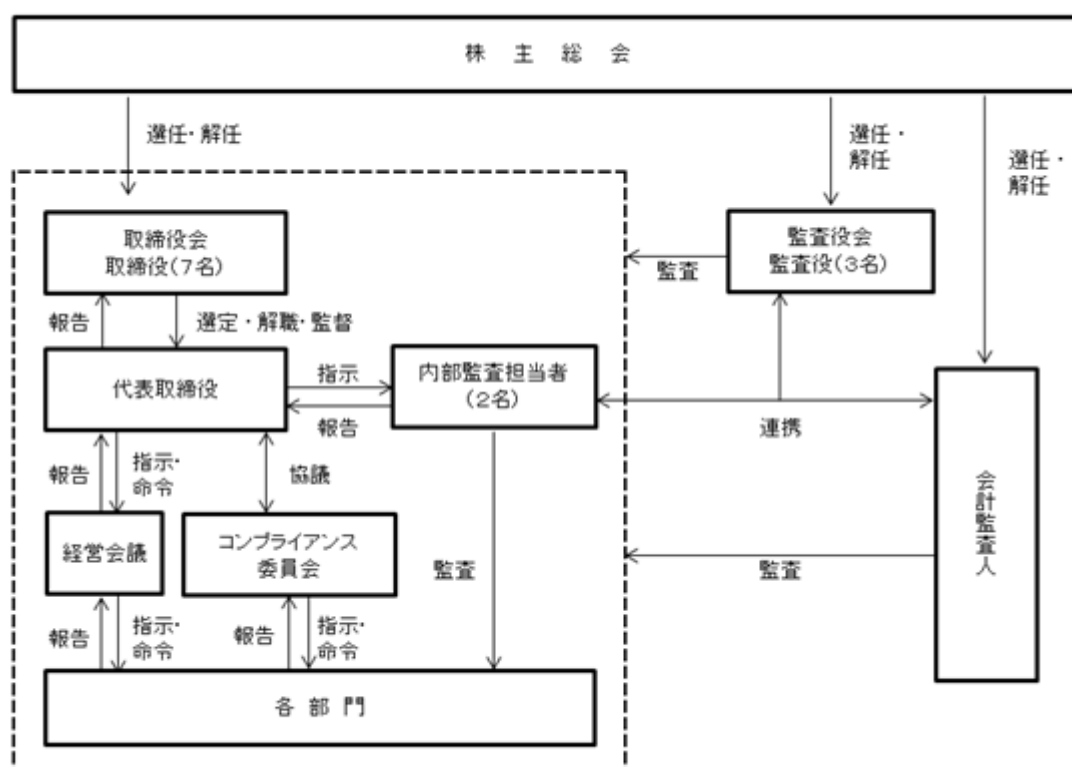 株主総会
選任・解任
選任・
解任
選任・
解任
取締役会
取締役(7名)
監査役会
監査役(3名)
監査
報告
選定・解職・監督
代表取締役
指示
報告
内部監査担当者
(2名)
連携
会計監査人
報告
指示・
命令
協議
経営会議
コンプライアンス
委員会
監査
監査
報告
指示・
命令
報告
指示・
命令
各部門